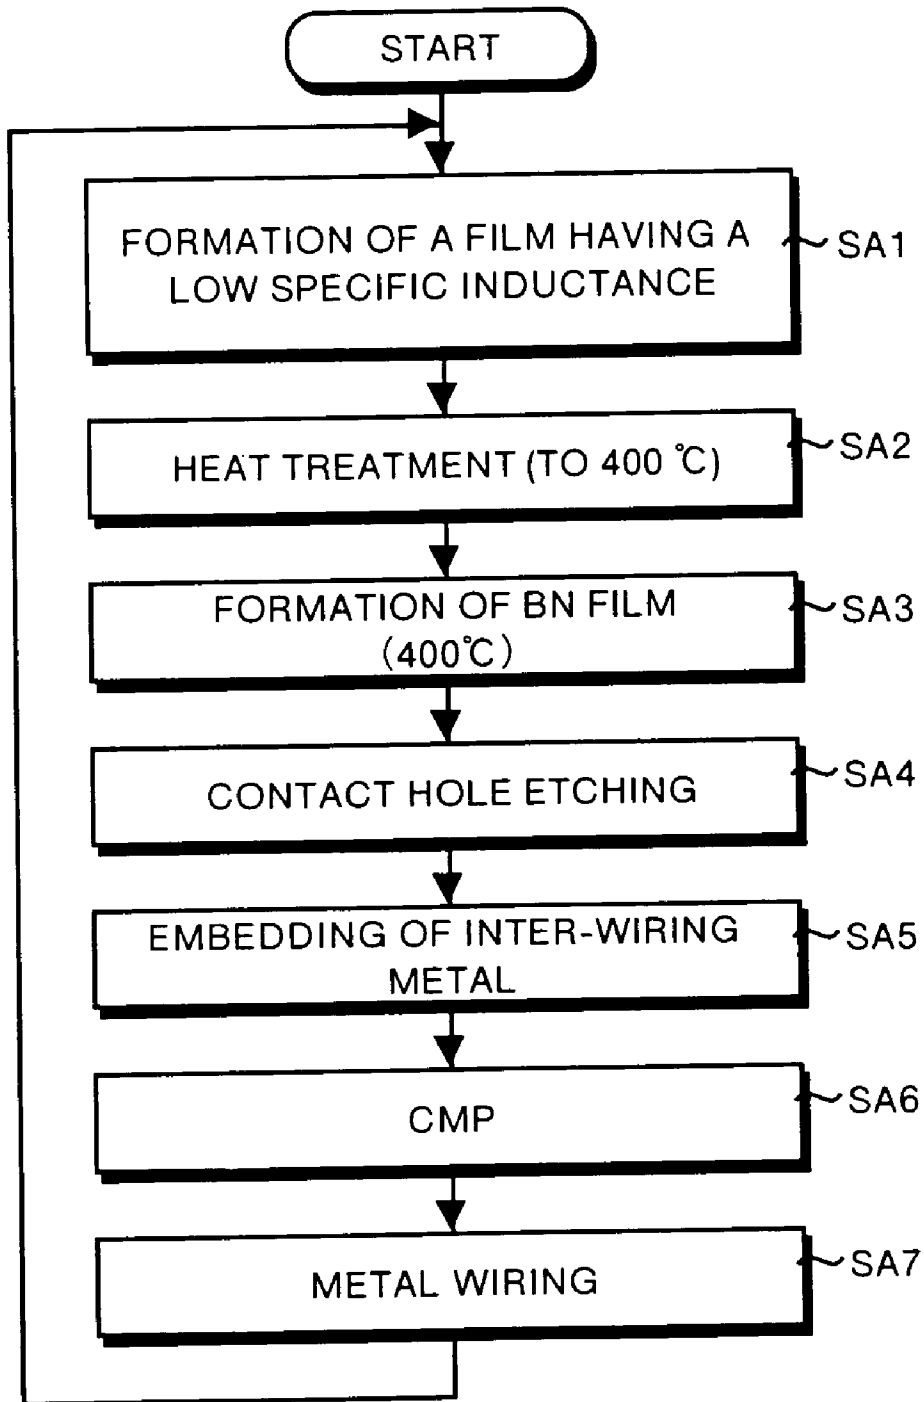 START
FORMATION OF A FILM HAVING A
LOW SPECIFIC INDUCTANCE
SA1
HEAT TREATMENT (TO 400 ℃)
SA2
FORMATION OF BN FILM
(400℃)
SA3
CONTACT HOLE ETCHING
SA4
EMBEDDING OF INTER-WIRING
METAL
SA5
CMP
SA6
METAL WIRING
SA7